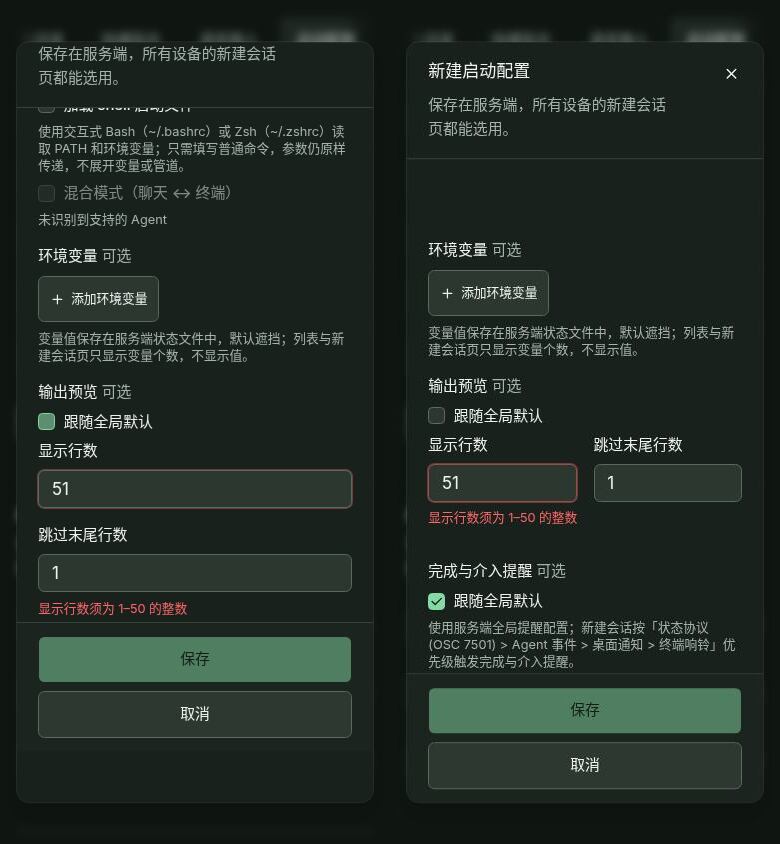 保存在服务端，所有设备的新建会话
页都能选用。
使用交互式 Bash（~/.bashrc）或 Zsh（~/.zshrc）读
取 PATH 和环境变量；只需填写普通命令，参数仍原样
传递，不展开变量或管道。
混合模式（聊天 ↔ 终端）
未识别到支持的 Agent
环境变量 可选
+ 添加环境变量
变量值保存在服务端状态文件中，默认遮挡；列表与新
建会话页只显示变量个数，不显示值。
输出预览 可选
跟随全局默认
显示行数
51
跳过末尾行数
1
显示行数须为 1–50 的整数
保存
取消
新建启动配置
保存在服务端，所有设备的新建会话
页都能选用。
环境变量 可选
+ 添加环境变量
变量值保存在服务端状态文件中，默认遮挡；列表与新
建会话页只显示变量个数，不显示值。
输出预览 可选
跟随全局默认
显示行数 跳过末尾行数
51 1
显示行数须为 1–50 的整数
完成与介入提醒 可选
跟随全局默认
使用服务端全局提醒配置；新建会话按「状态协议
(OSC 7501) > Agent 事件 > 桌面通知 > 终端响铃」优
先级触发完成与介入提醒。
保存
取消